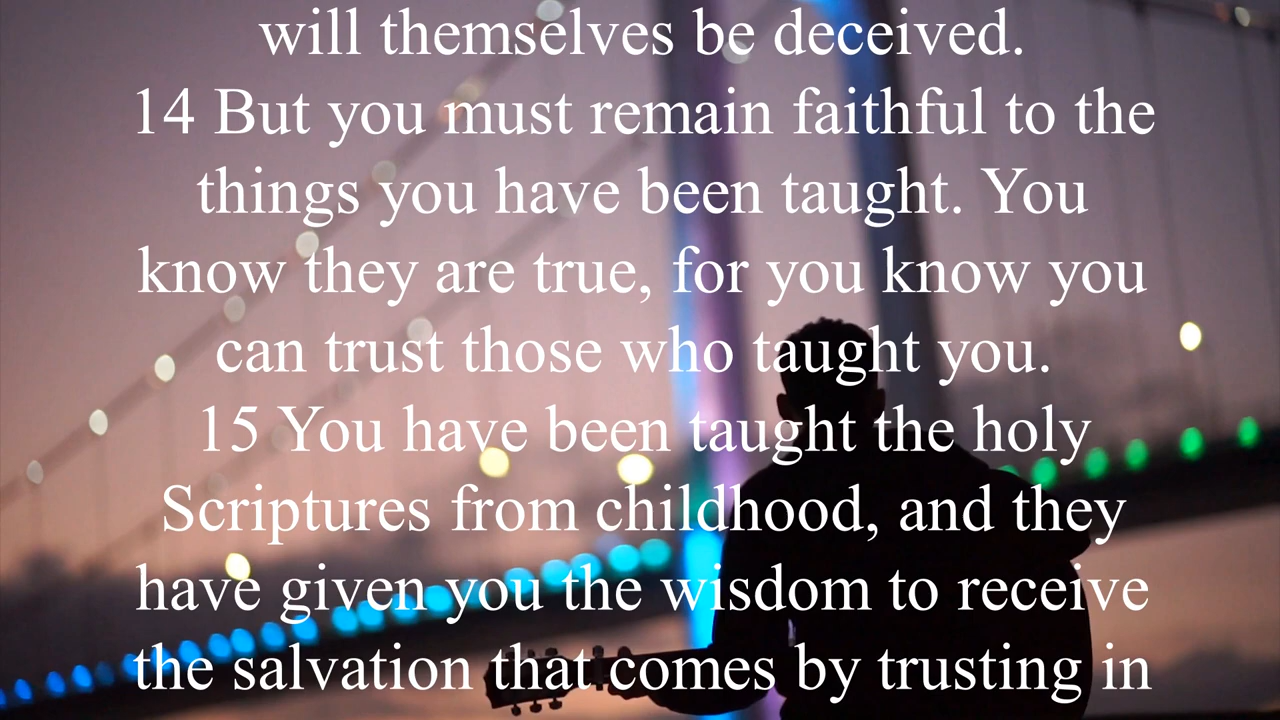 will themselves be deceived.
14 But you must remain faithful to the
things you have been taught. You
know they are true, for you know you
can trust those who taught you.
15 You have been taught the holy
Scriptures from childhood, and they
have given you the wisdom to receive
the salvation that comes by trusting in